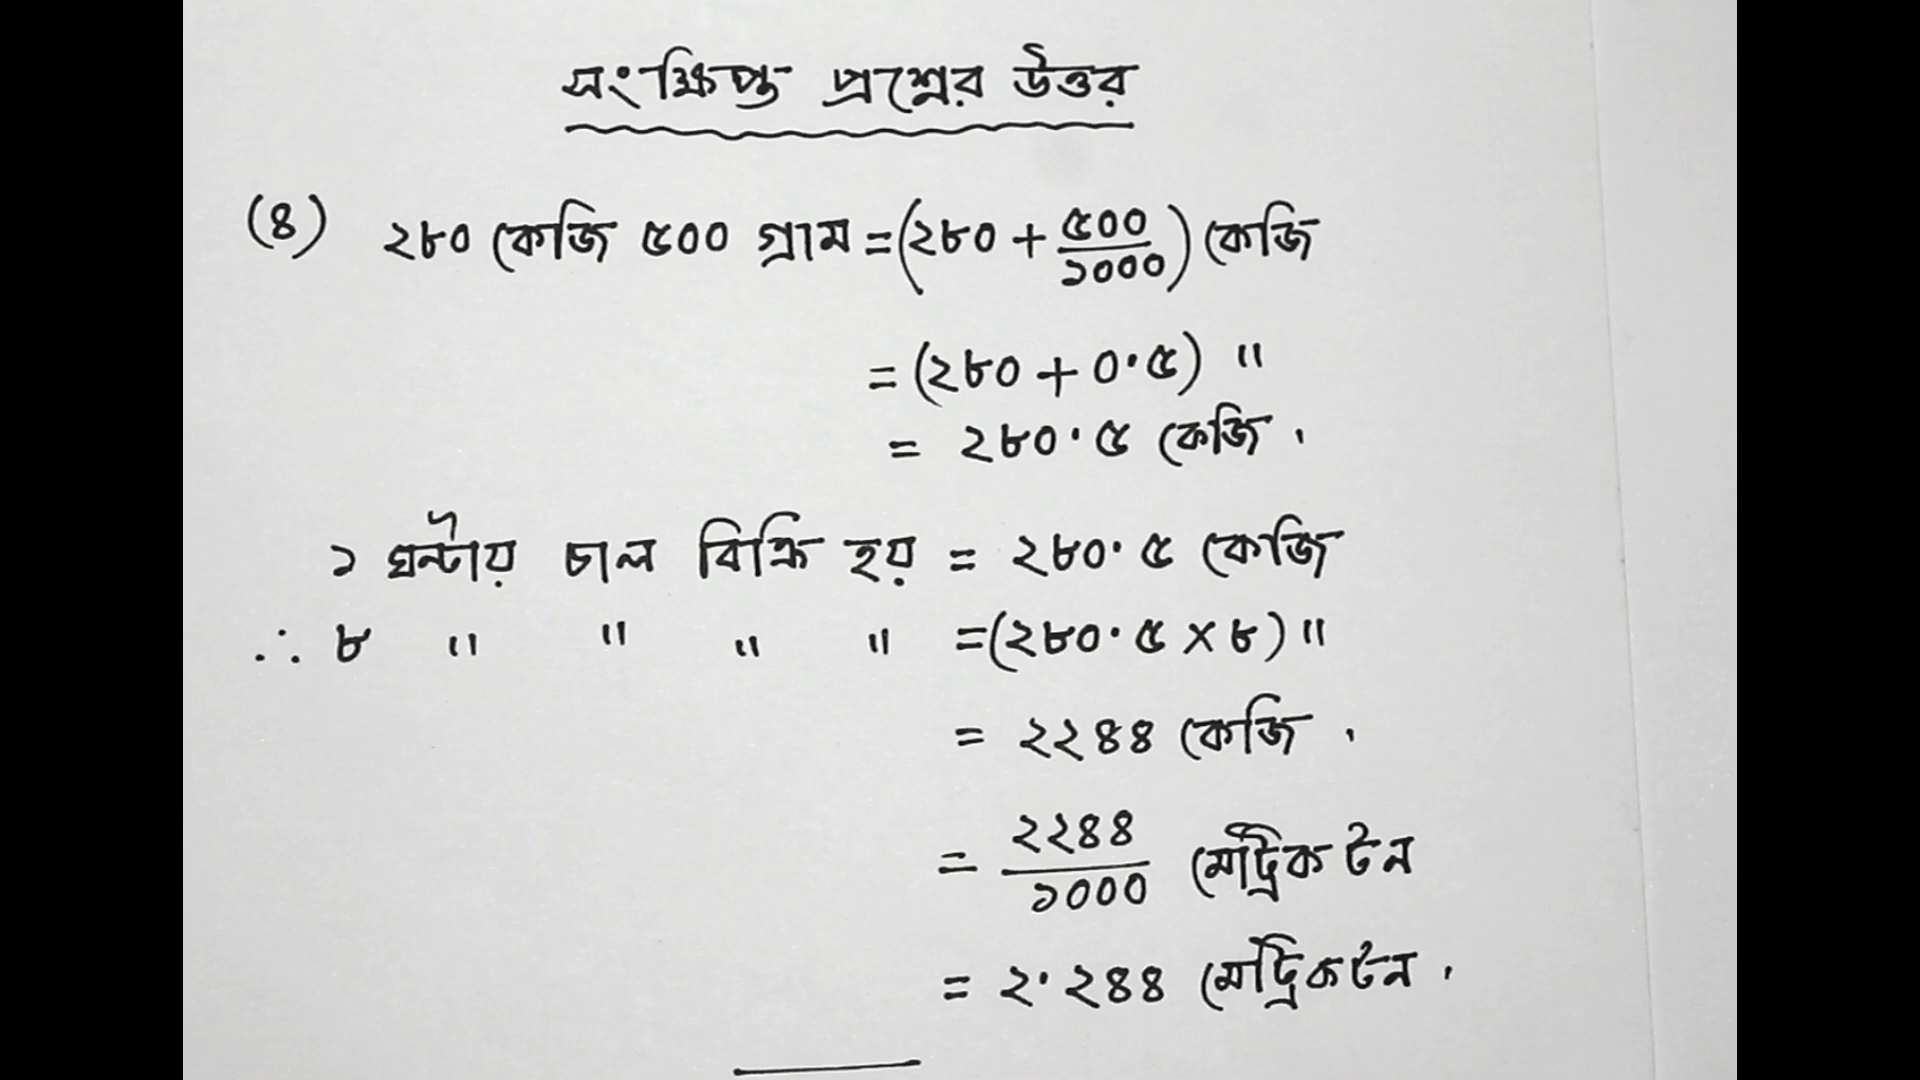 সংক্ষিপ্ত প্রশ্নের উত্তর
(৪) ২৮০ কেজি ৫০০ গ্রাম = (২৮০ + ৫০০/১০০০) কেজি
= (২৮০ + ০.৫) "
= ২৮০.৫ কেজি.
১ ঘন্টায় চাল বিক্রি হয় = ২৮০.৫ কেজি
∴ ৮ " " " " = (২৮০.৫ × ৮) "
= ২২৪৪ কেজি.
= ২২৪৪/১০০০ মেট্রিক টন
= ২.২৪৪ মেট্রিকটন.